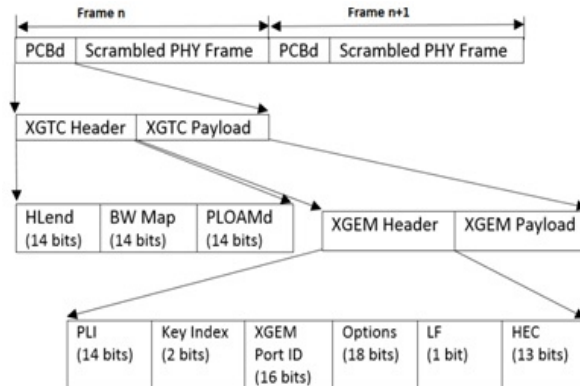 Frame n
Frame n+1
PCBd
Scrambled PHY Frame
PCBd
Scrambled PHY Frame
XGTC Header
XGTC Payload
HLend
(14 bits)
BW Map
(14 bits)
PLOAMd
(14 bits)
XGEM Header
XGEM Payload
PLI
(14 bits)
Key Index
(2 bits)
XGEM
Port ID
(16 bits)
Options
(18 bits)
LF
(1 bit)
HEC
(13 bits)